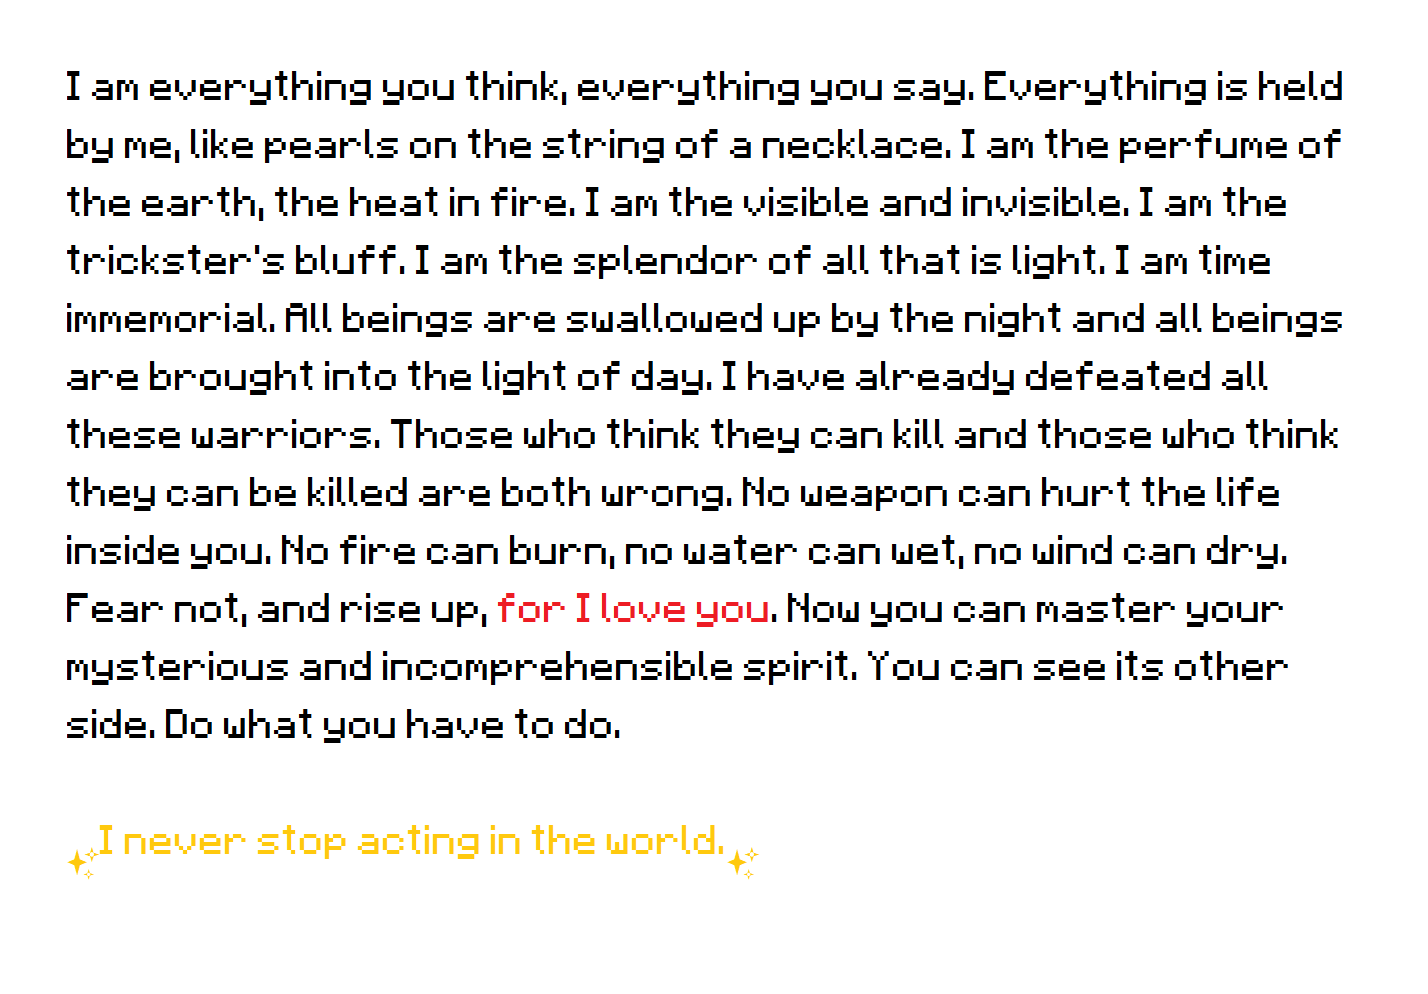 I am everything you think, everything you say. Everything is held
by me, like pearls on the string of a necklace. I am the perfume of
the earth, the heat in fire. I am the visible and invisible. I am the
trickster's bluff. I am the splendor of all that is light. I am time
immemorial. All beings are swallowed up by the night and all beings
are brought into the light of day. I have already defeated all
these warriors. Those who think they can kill and those who think
they can be killed are both wrong. No weapon can hurt the life
inside you. No fire can burn, no water can wet, no wind can dry.
Fear not, and rise up, for I love you. Now you can master your
mysterious and incomprehensible spirit. You can see its other
side. Do what you have to do.
✨I never stop acting in the world.✨